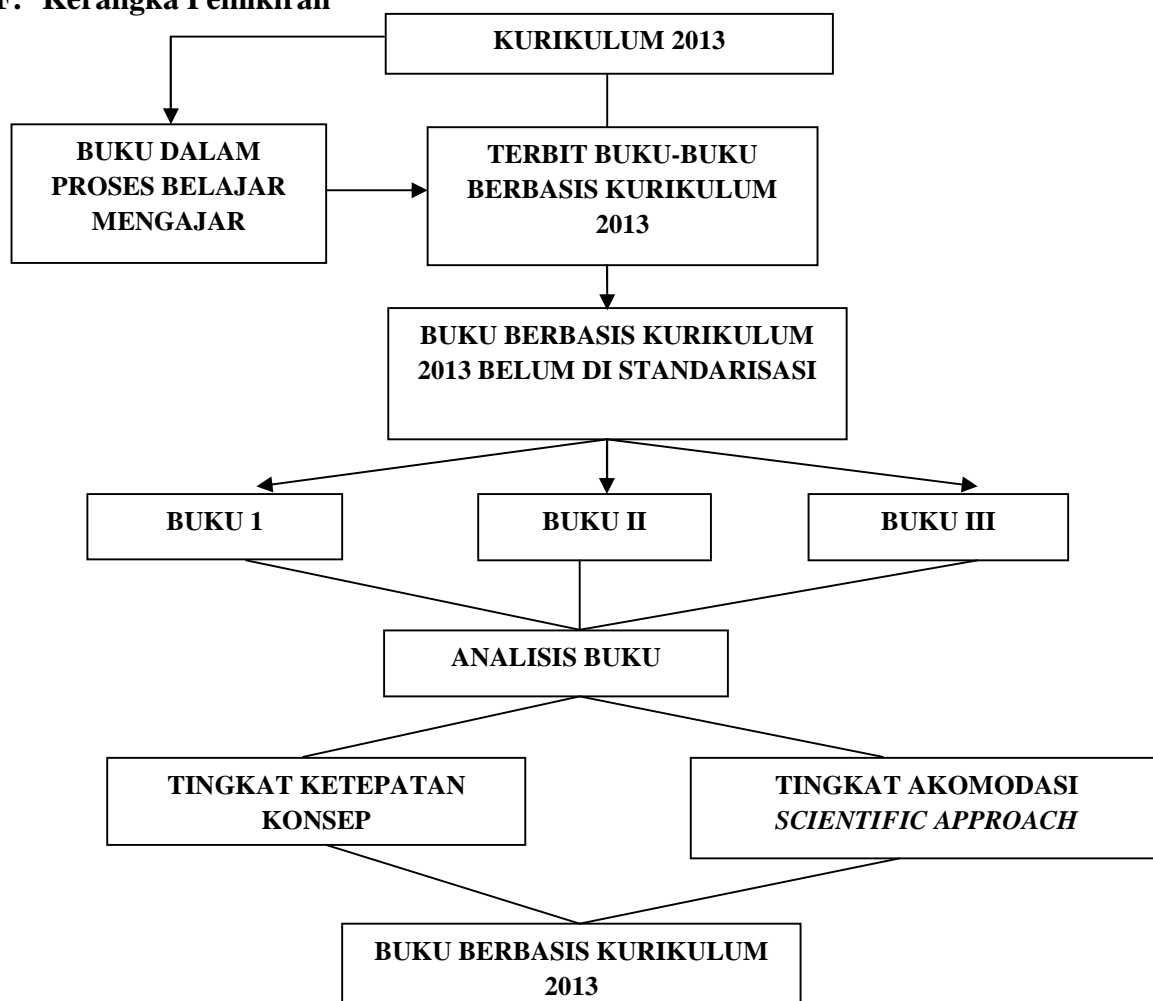 F. Kerangka Pemikiran
KURIKULUM 2013
BUKU DALAM
PROSES BELAJAR
MENGAJAR
TERBIT BUKU-BUKU
BERBASIS KURIKULUM
2013
BUKU BERBASIS KURIKULUM
2013 BELUM DI STANDARISASI
BUKU 1
BUKU II
BUKU III
ANALISIS BUKU
TINGKAT KETEPATAN
KONSEP
TINGKAT AKOMODASI
SCIENTIFIC APPROACH
BUKU BERBASIS KURIKULUM
2013